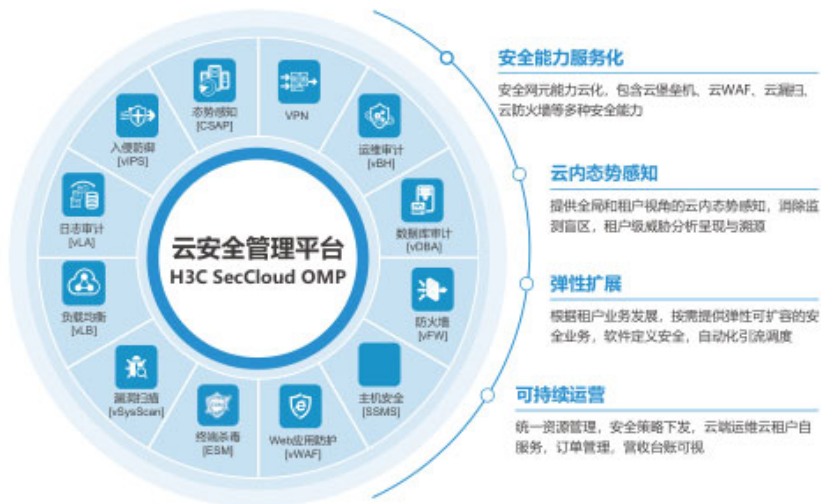 云安全管理平台
H3C SecCloud OMP
态势感知
[CSAP]
VPN
运维审计
[vBH]
数据库审计
[vDBA]
防火墙
[vFW]
主机安全
[SSMS]
Web应用防护
[vWAF]
终端杀毒
[ESM]
漏洞扫描
[vSysScan]
负载均衡
[vLB]
日志审计
[vLA]
入侵防御
[vIPS]
安全能力服务化
安全网元能力云化，包含云堡垒机、云WAF、云漏扫、
云防火墙等多种安全能力
云内态势感知
提供全局和租户视角的云内态势感知，消除监
测盲区，租户级威胁分析呈现与溯源
弹性扩展
根据租户业务发展，按需提供弹性可扩容的安
全业务，软件定义安全，自动化引流调度
可持续运营
统一资源管理，安全策略下发，云端运维云租户自
服务，订单管理，营收台账可视